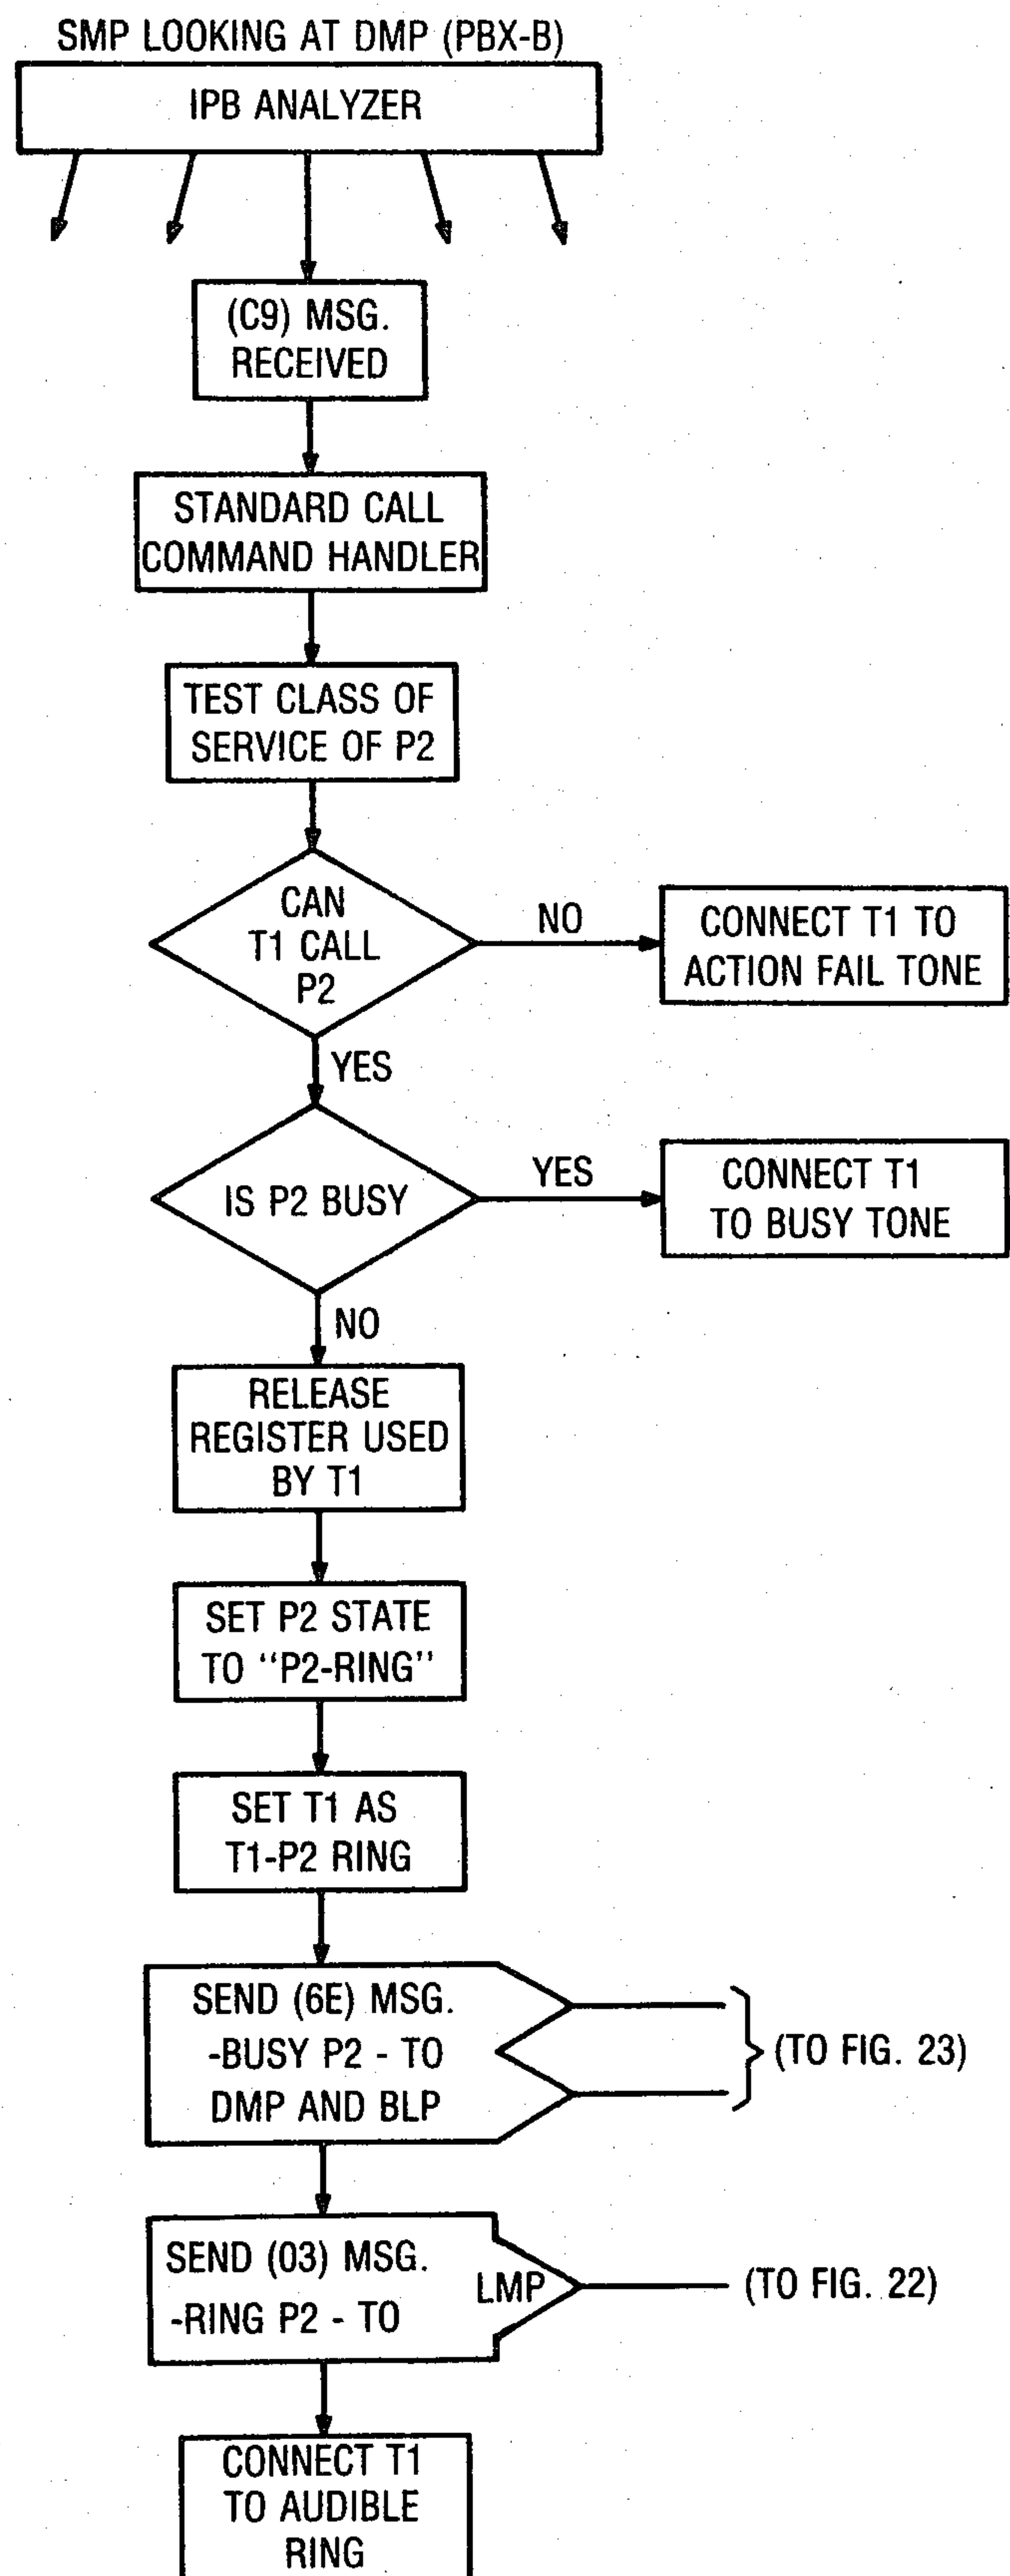 SMP LOOKING AT DMP (PBX-B)
IPB ANALYZER
(C9) MSG.
RECEIVED
STANDARD CALL
COMMAND HANDLER
TEST CLASS OF
SERVICE OF P2
CAN
T1 CALL
P2
NO
CONNECT T1 TO
ACTION FAIL TONE
YES
IS P2 BUSY
YES
CONNECT T1
TO BUSY TONE
NO
RELEASE
REGISTER USED
BY T1
SET P2 STATE
TO “P2-RING”
SET T1 AS
T1-P2 RING
SEND (6E) MSG.
-BUSY P2 - TO
DMP AND BLP
(TO FIG. 23)
SEND (03) MSG.
-RING P2 - TO
LMP
(TO FIG. 22)
CONNECT T1
TO AUDIBLE
RING